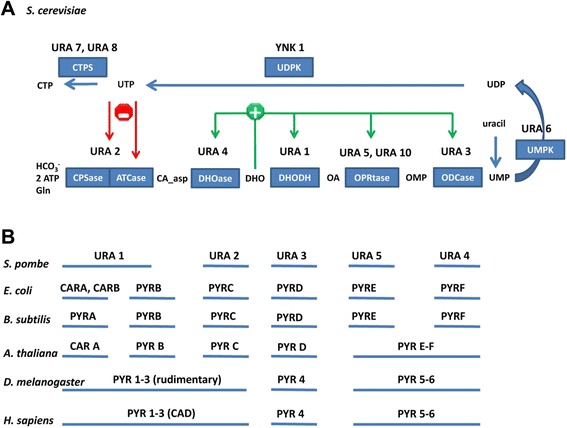 A
S. cerevisiae
URA 7, URA 8
YNK 1
CTPS
UDPK
CTP
UTP
UDP
uracil
URA 6
UMPK
URA 2
URA 4
URA 1
URA 5, URA 10
URA 3
HCO3-
2 ATP
Gln
CPSase
ATCase
CA_asp
DHOase
DHO
DHODH
OA
OPRtase
OMP
ODCase
UMP
B
S. pombe
URA 1
URA 2
URA 3
URA 5
URA 4
E. coli
CARA, CARB
PYRB
PYRC
PYRD
PYRE
PYRF
B. subtilis
PYRA
PYRB
PYRC
PYRD
PYRE
PYRF
A. thaliana
CAR A
PYR B
PYR C
PYR D
PYR E-F
D. melanogaster
PYR 1-3 (rudimentary)
PYR 4
PYR 5-6
H. sapiens
PYR 1-3 (CAD)
PYR 4
PYR 5-6